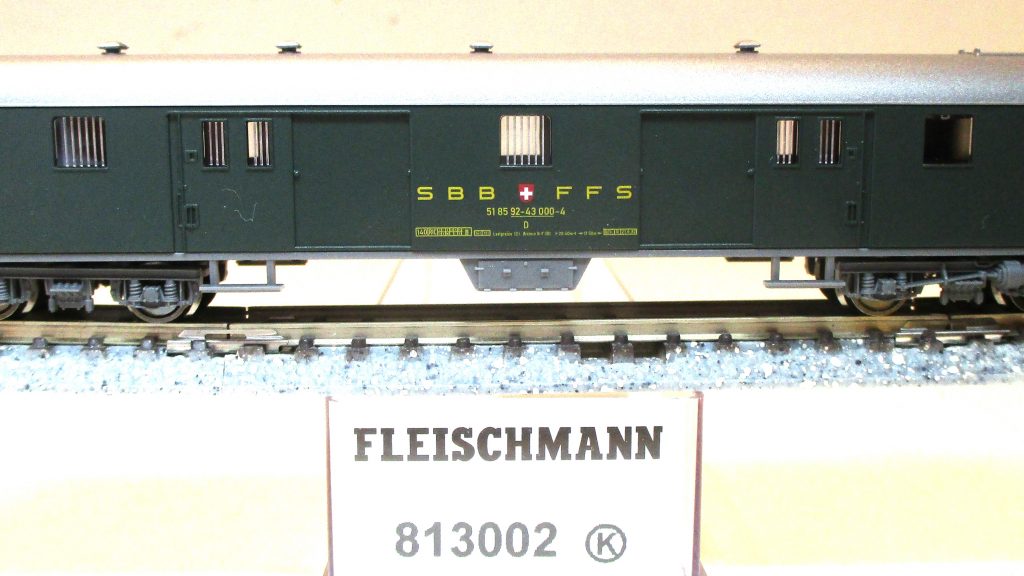 SBB FFS
51 85 92-43 000-4
D
FLEISCHMANN
813002 K